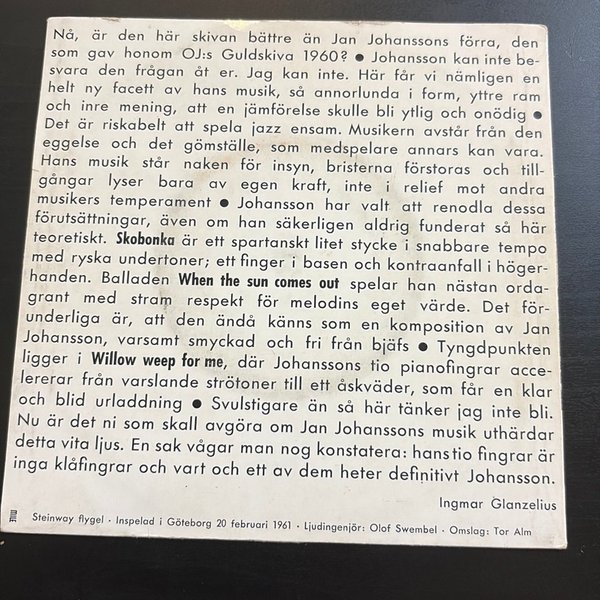 Nå, är den här skivan bättre än Jan Johanssons förra, den
som gav honom OJ:s Guldskiva 1960? ● Johansson kan inte be-
svara den frågan åt er. Jag kan inte. Här får vi nämligen en
helt ny facett av hans musik, så annorlunda i form, yttre ram
och inre mening, att en jämförelse skulle bli ytlig och onödig ●
Det är riskabelt att spela jazz ensam. Musikern avstår från den
eggelse och det gömställe, som medspelare annars kan vara.
Hans musik står naken för insyn, bristerna förstoras och till-
gångar lyser bara av egen kraft, inte i relief mot andra
musikers temperament ● Johansson har valt att renodla dessa
förutsättningar, även om han säkerligen aldrig funderat så här
teoretiskt. Skobonka är ett spartanskt litet stycke i snabbare tempo
med ryska undertoner; ett finger i basen och kontraanfall i höger-
handen. Balladen When the sun comes out spelar han nästan orda-
grant med stram respekt för melodins eget värde. Det för-
underliga är, att den ändå känns som en komposition av Jan
Johansson, varsamt smyckad och fri från bjäfs ● Tyngdpunkten
ligger i Willow weep for me, där Johanssons tio pianofingrar acce-
lererar från varslande strötoner till ett åskväder, som får en klar
och blid urladdning ● Svulstigare än så här tänker jag inte bli.
Nu är det ni som skall avgöra om Jan Johanssons musik uthärdar
detta vita ljus. En sak vågar man nog konstatera: hans tio fingrar är
inga klåfingrar och vart och ett av dem heter definitivt Johansson.
Ingmar Glanzelius
Steinway flygel · Inspelad i Göteborg 20 februari 1961 · Ljudingenjör: Olof Swembel · Omslag: Tor Alm